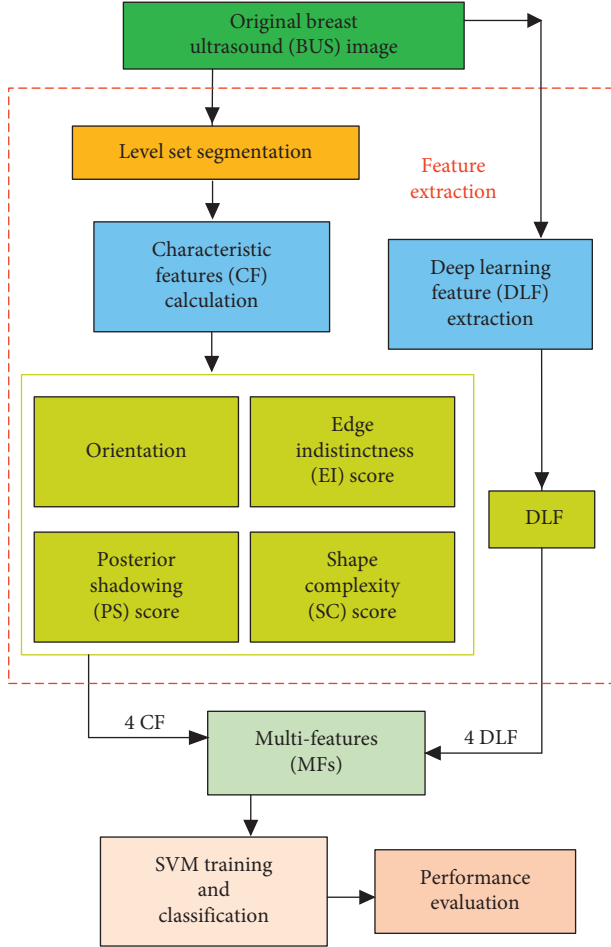 Original breast
ultrasound (BUS) image
Level set segmentation
Feature
extraction
Characteristic
features (CF)
calculation
Deep learning
feature (DLF)
extraction
Orientation
Edge
indistinctness
(EI) score
Posterior
shadowing
(PS) score
Shape
complexity
(SC) score
DLF
4 CF
Multi-features
(MFs)
4 DLF
SVM training
and
classification
Performance
evaluation